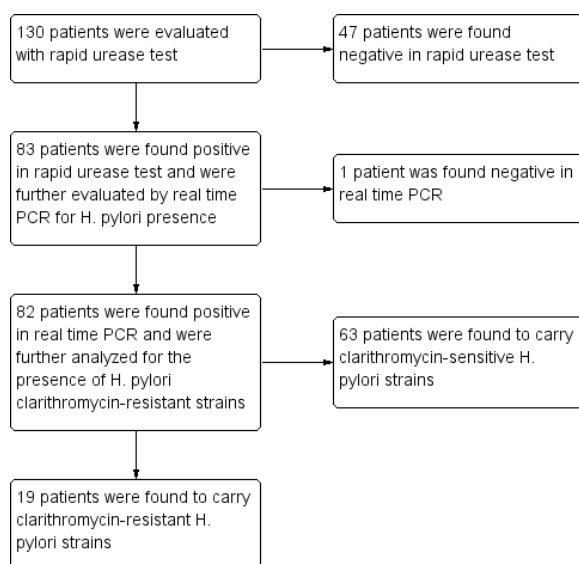 130 patients were evaluated
with rapid urease test
47 patients were found
negative in rapid urease test
83 patients were found positive
in rapid urease test and were
further evaluated by real time
PCR for H. pylori presence
1 patient was found negative in
real time PCR
82 patients were found positive
in real time PCR and were
further analyzed for the
presence of H. pylori
clarithromycin-resistant strains
63 patients were found to carry
clarithromycin-sensitive H.
pylori strains
19 patients were found to carry
clarithromycin-resistant H.
pylori strains